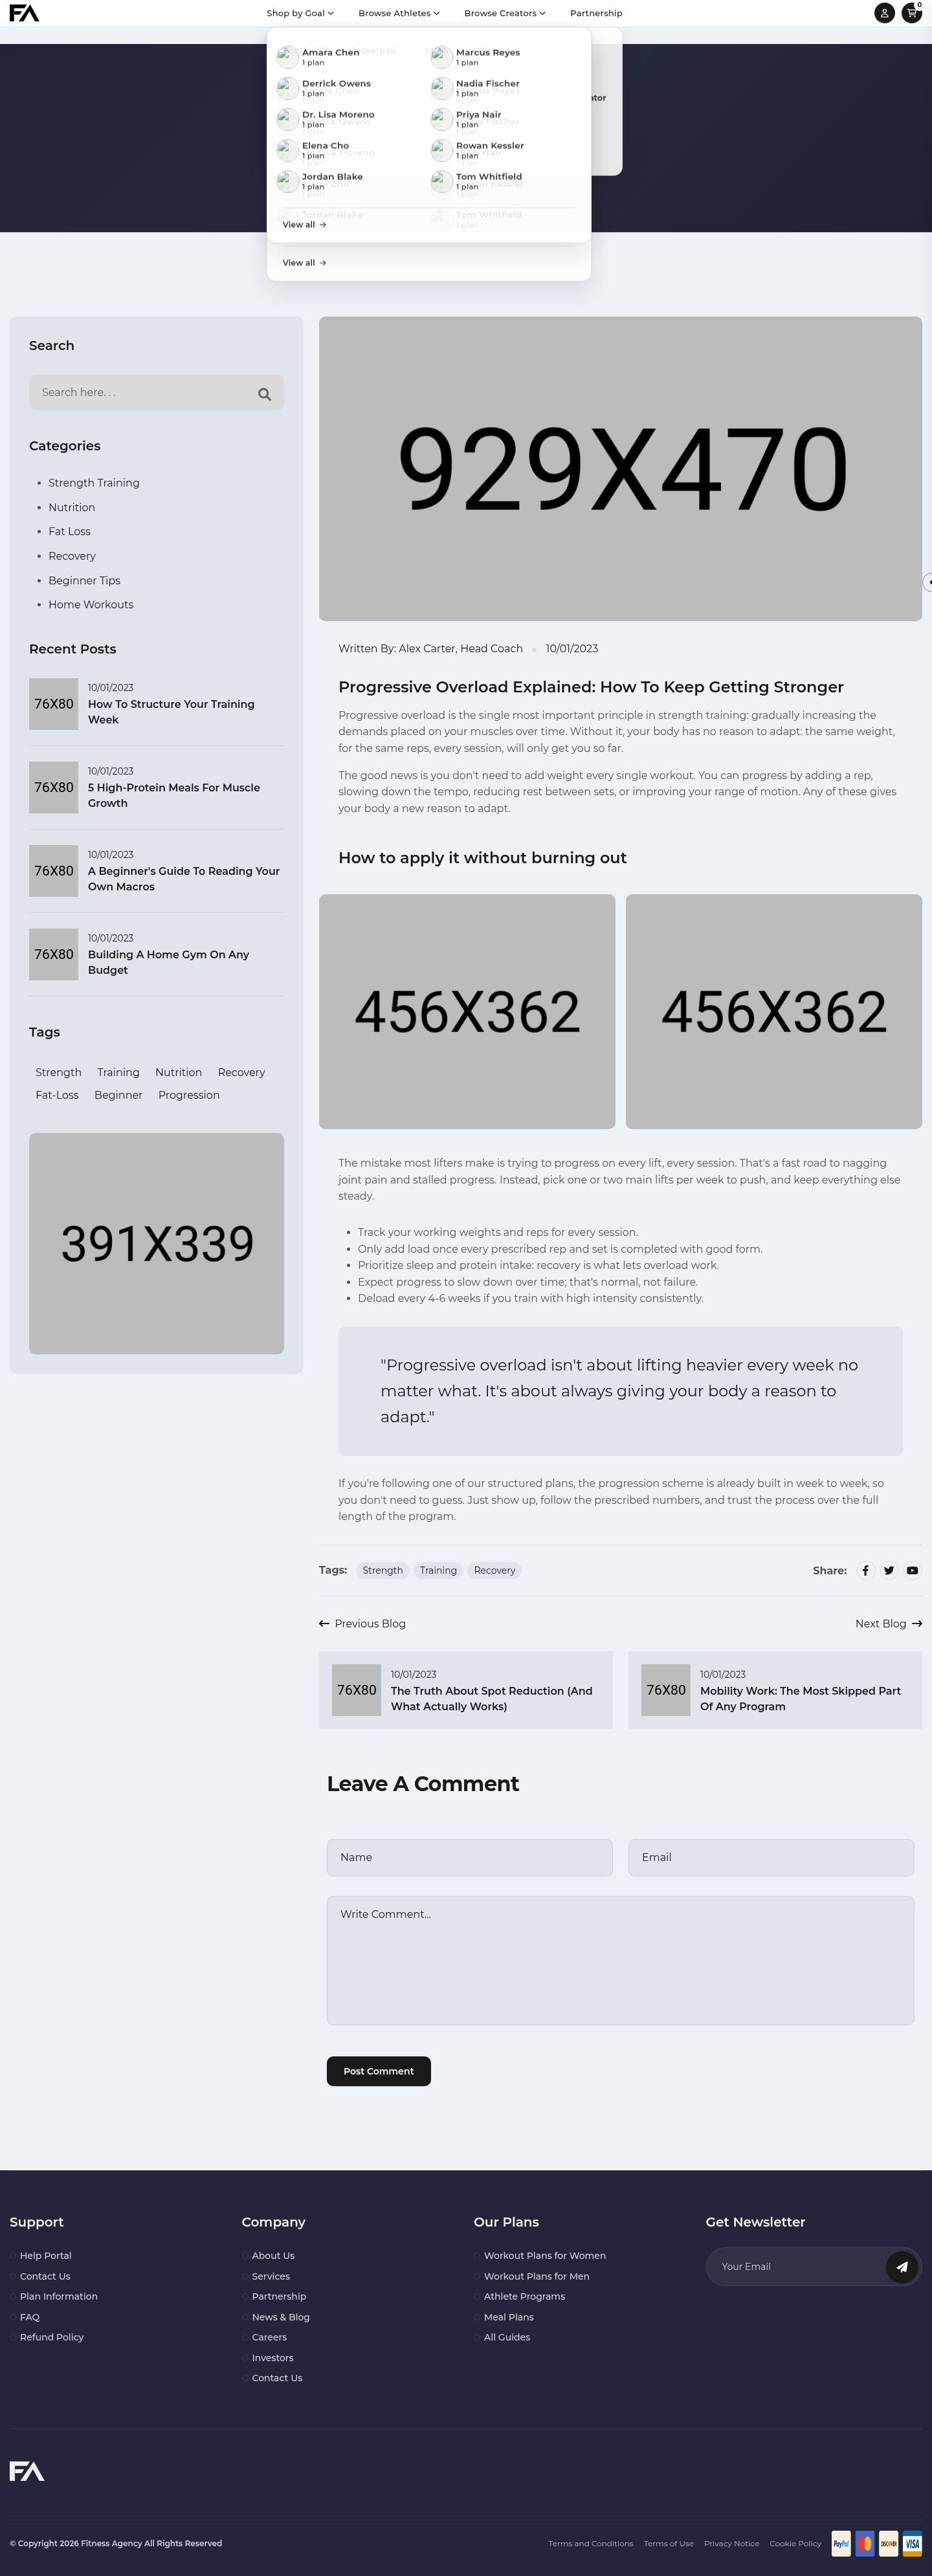 FA
Shop by Goal
Browse Athletes
Browse Creators
Partnership
0
Amara Chen
1 plan
Marcus Reyes
1 plan
Derrick Owens
1 plan
Nadia Fischer
1 plan
Dr. Lisa Moreno
1 plan
Priya Nair
1 plan
Elena Cho
1 plan
Rowan Kessler
1 plan
Jordan Blake
1 plan
Tom Whitfield
1 plan
Jordan Blake
Tom Whitfield
1 plan
View all →
View all →
Search
Search here. . .
Categories
Strength Training
Nutrition
Fat Loss
Recovery
Beginner Tips
Home Workouts
Recent Posts
76X80
10/01/2023
How To Structure Your Training
Week
76X80
10/01/2023
5 High-Protein Meals For Muscle
Growth
76X80
10/01/2023
A Beginner's Guide To Reading Your
Own Macros
76X80
10/01/2023
Building A Home Gym On Any
Budget
Tags
Strength Training Nutrition Recovery
Fat-Loss Beginner Progression
391X339
929X470
Written By: Alex Carter, Head Coach
10/01/2023
Progressive Overload Explained: How To Keep Getting Stronger
Progressive overload is the single most important principle in strength training: gradually increasing the
demands placed on your muscles over time. Without it, your body has no reason to adapt: the same weight,
for the same reps, every session, will only get you so far.
The good news is you don't need to add weight every single workout. You can progress by adding a rep,
slowing down the tempo, reducing rest between sets, or improving your range of motion. Any of these gives
your body a new reason to adapt.
How to apply it without burning out
456X362
456X362
The mistake most lifters make is trying to progress on every lift, every session. That's a fast road to nagging
joint pain and stalled progress. Instead, pick one or two main lifts per week to push, and keep everything else
steady.
Track your working weights and reps for every session.
Only add load once every prescribed rep and set is completed with good form.
Prioritize sleep and protein intake: recovery is what lets overload work.
Expect progress to slow down over time; that's normal, not failure.
Deload every 4-6 weeks if you train with high intensity consistently.
"Progressive overload isn't about lifting heavier every week no
matter what. It's about always giving your body a reason to
adapt."
If you're following one of our structured plans, the progression scheme is already built in week to week, so
you don't need to guess. Just show up, follow the prescribed numbers, and trust the process over the full
length of the program.
Tags: Strength Training Recovery
Share:
← Previous Blog
Next Blog →
76X80
10/01/2023
The Truth About Spot Reduction (And
What Actually Works)
76X80
10/01/2023
Mobility Work: The Most Skipped Part
Of Any Program
Leave A Comment
Name
Email
Write Comment...
Post Comment
Support
Help Portal
Contact Us
Plan Information
FAQ
Refund Policy
Company
About Us
Services
Partnership
News & Blog
Careers
Investors
Contact Us
Our Plans
Workout Plans for Women
Workout Plans for Men
Athlete Programs
Meal Plans
All Guides
Get Newsletter
Your Email
FA
© Copyright 2026 Fitness Agency All Rights Reserved
Terms and Conditions
Terms of Use
Privacy Notice
Cookie Policy
PayPal
DISCOVER
VISA